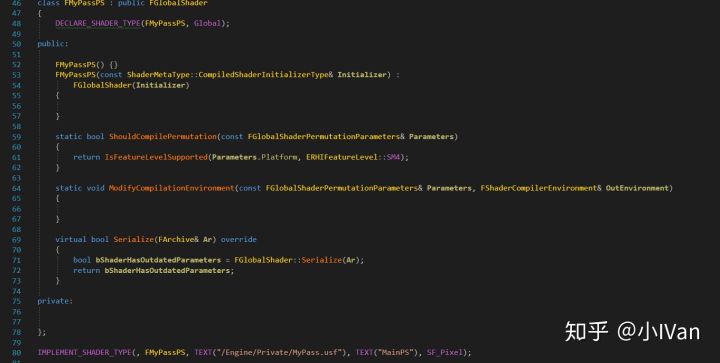 46 class FMyPassPS : public FGlobalShader
47 {
48 DECLARE_SHADER_TYPE(FMyPassPS, Global);
49
50 public:
51
52 FMyPassPS() {}
53 FMyPassPS(const ShaderMetaType::CompiledShaderInitializerType& Initializer) :
54 FGlobalShader(Initializer)
55 {
56
57 }
58
59 static bool ShouldCompilePermutation(const FGlobalShaderPermutationParameters& Parameters)
60 {
61 return IsFeatureLevelSupported(Parameters.Platform, ERHIFeatureLevel::SM4);
62 }
63
64 static void ModifyCompilationEnvironment(const FGlobalShaderPermutationParameters& Parameters, FShaderCompilerEnvironment& OutEnvironment)
65 {
66
67 }
68
69 virtual bool Serialize(FArchive& Ar) override
70 {
71 bool bShaderHasOutdatedParameters = FGlobalShader::Serialize(Ar);
72 return bShaderHasOutdatedParameters;
73 }
74
75 private:
76
77
78 };
79
80 IMPLEMENT_SHADER_TYPE(, FMyPassPS, TEXT("/Engine/Private/MyPass.usf"), TEXT("MainPS"), SF_Pixel);
知乎 @小IVan